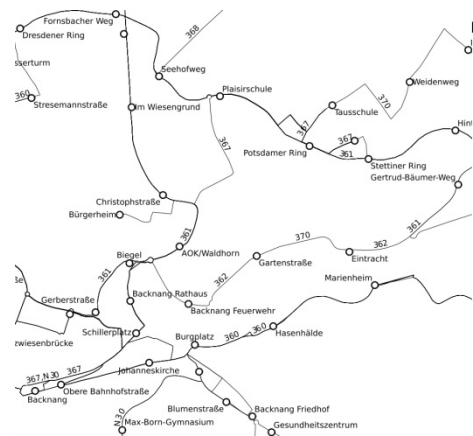 Fornsbacher Weg
Dresdener Ring
368
sserturm
Seehofweg
Weidenweg
360
Plaisirschule
370
Stresemannstraße
Im Wiesengrund
Tausschule
367
367
367
Hint
Potsdamer Ring
361
Stettiner Ring
Gertrud-Bäumer-Weg
Christophstraße
Bürgerheim
361
361
370
362
AOK/Waldhorn
Biegel
Gartenstraße
Eintracht
361
362
Marienheim
Backnang Rathaus
Gerberstraße
Backnang Feuerwehr
Schillerplatz
360
Hasenhälde
zwiesenbrücke
Burgplatz
360
Johanneskirche
367
N30
367
Obere Bahnhofstraße
Backnang
Blumenstraße
Backnang Friedhof
N30
Max-Born-Gymnasium
Gesundheitszentrum